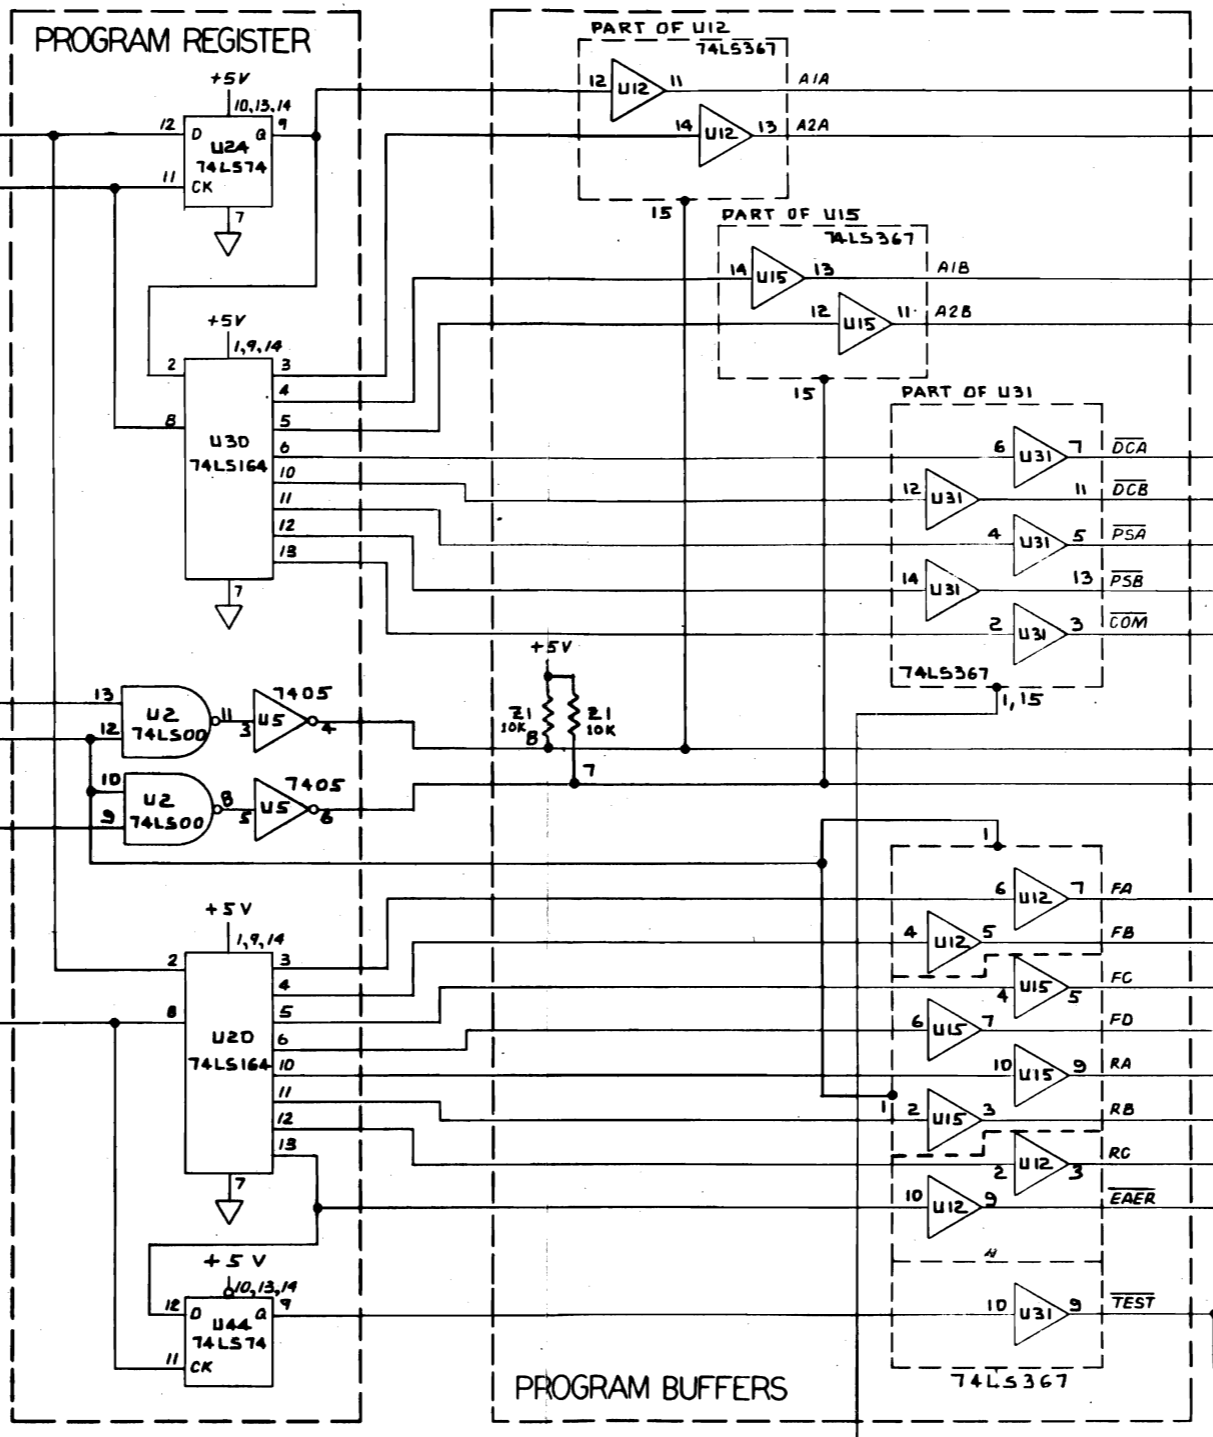 PROGRAM REGISTER
+5V
10,13,14
12 D Q 9
U24
74LS74
11 CK
7
+5V
1,9,14
2 3
4
5
8 6
U30
74LS164
10
11
12
13
7
13 U2 11 3 U5 4
12 74LS00 7405
10 U2 8 5 U5 6
9 74LS00 7405
+5V
1,9,14
2 3
4
8 5
U20 6
74LS164 10
11
12
13
7
+5V
10,13,14
12 D Q 9
U44
74LS74
11 CK
PART OF U12
74LS367
12 U12 11 A1A
14 U12 13 A2A
15
PART OF U15
74LS367
14 U15 13 A1B
12 U15 11 A2B
15
PART OF U31
6 U31 7 DCA
12 U31 11 DCB
4 U31 5 PSA
14 U31 13 PSB
2 U31 3 COM
74LS367
1,15
+5V
Z1 Z1
10K 10K
8
7
1
6 U12 7 FA
4 U12 5 FB
4 U15 5 FC
6 U15 7 FD
10 U15 9 RA
1 2 U15 3 RB
2 U12 3 RC
10 U12 9 EAER
10 U31 9 TEST
74LS367
PROGRAM BUFFERS